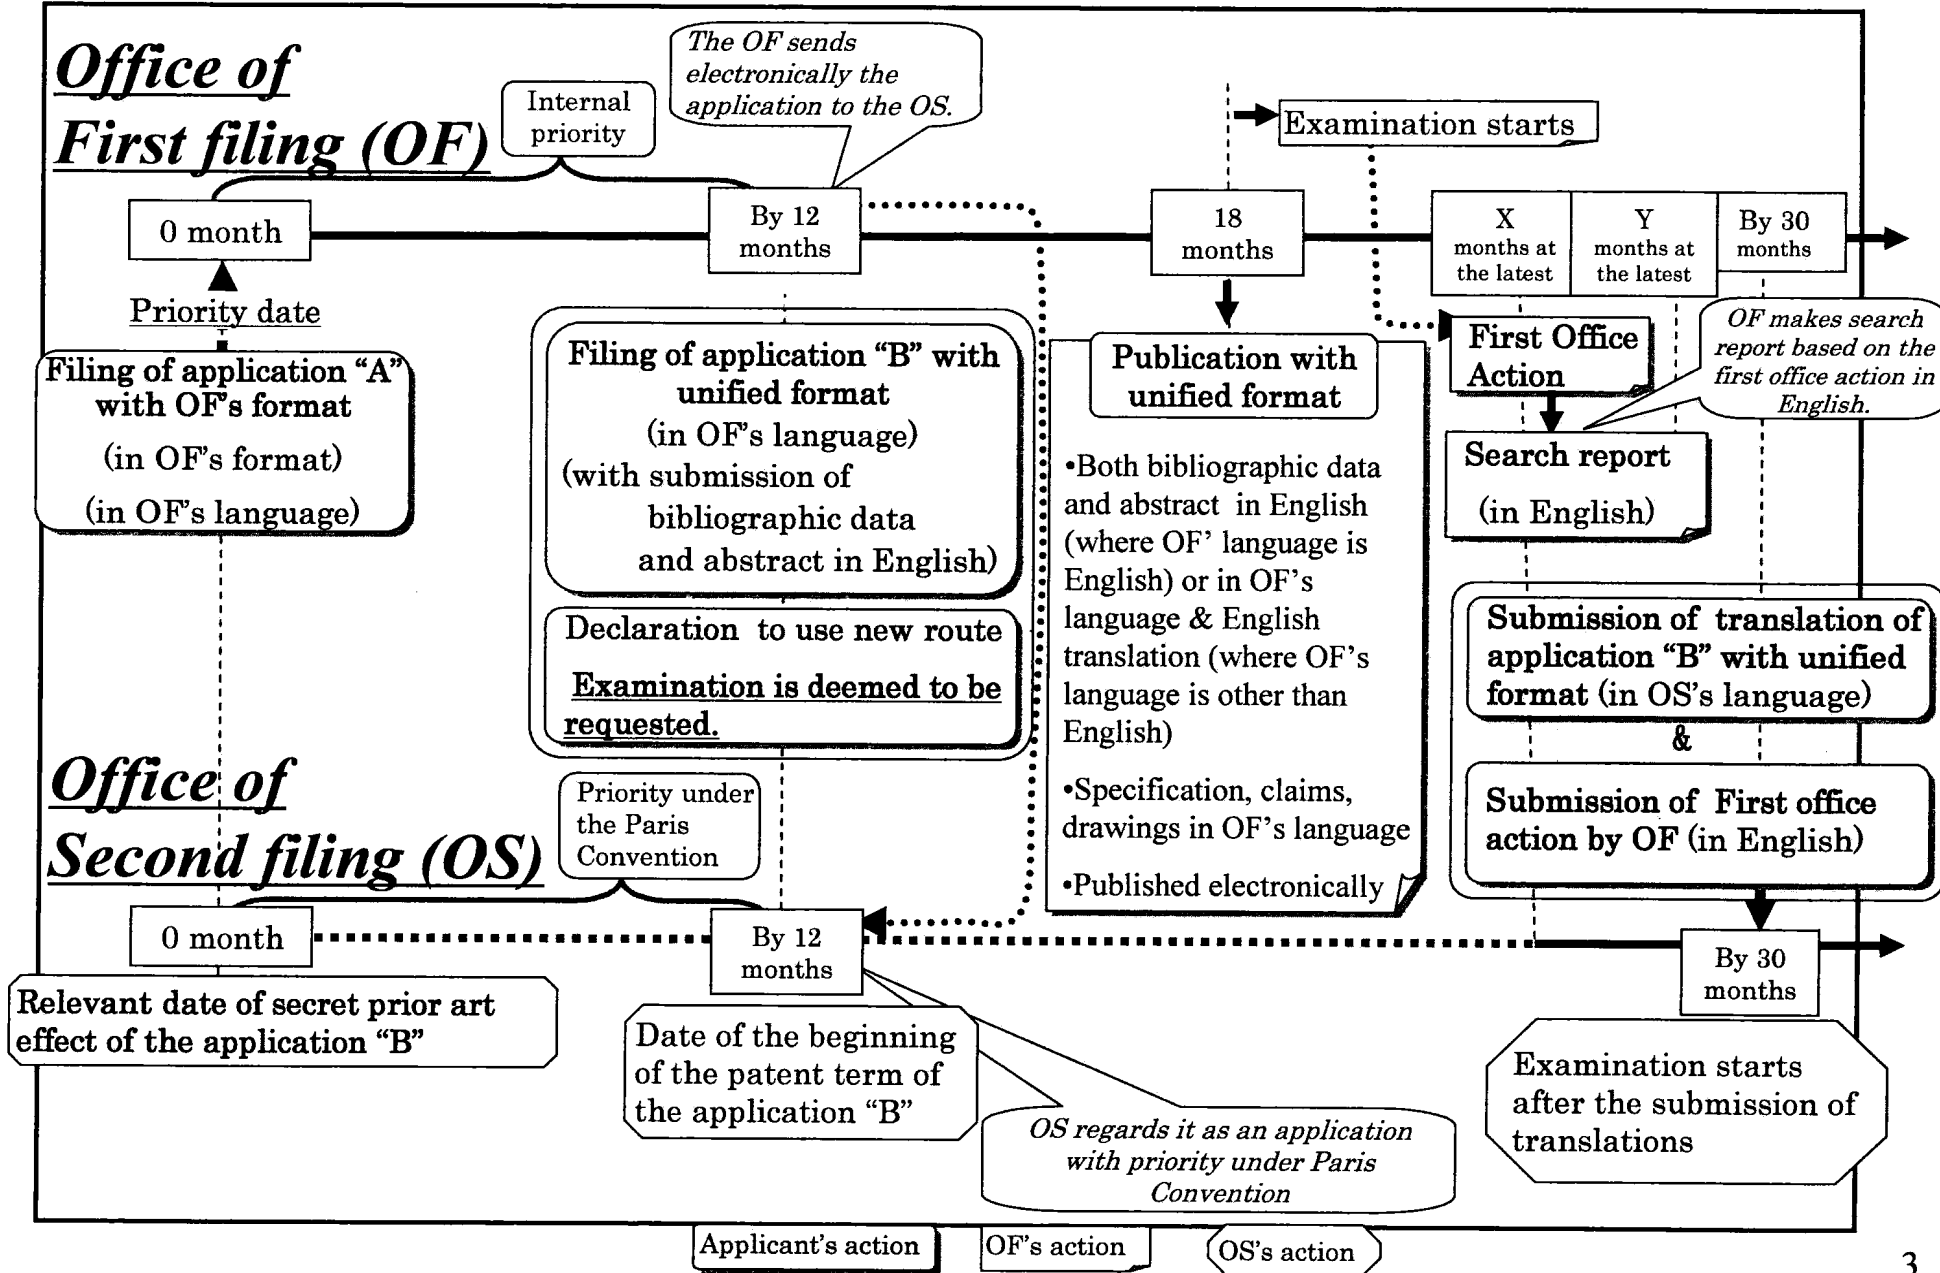 Office of
First filing (OF)
Internal
priority
The OF sends
electronically the
application to the OS.
Examination starts
0 month
By 12
months
18
months
X
months at
the latest
Y
months at
the latest
By 30
months
Priority date
Filing of application “A”
with OF's format
(in OF's format)
(in OF's language)
Filing of application “B” with
unified format
(in OF's language)
(with submission of
bibliographic data
and abstract in English)
Declaration to use new route
Examination is deemed to be
requested.
Publication with
unified format
•Both bibliographic data
and abstract in English
(where OF’ language is
English) or in OF's
language & English
translation (where OF's
language is other than
English)
•Specification, claims,
drawings in OF's language
•Published electronically
First Office
Action
OF makes search
report based on the
first office action in
English.
Search report
(in English)
Submission of translation of
application “B” with unified
format (in OS's language)
&
Submission of First office
action by OF (in English)
Office of
Second filing (OS)
Priority under
the Paris
Convention
0 month
By 12
months
By 30
months
Relevant date of secret prior art
effect of the application “B”
Date of the beginning
of the patent term of
the application “B”
OS regards it as an application
with priority under Paris
Convention
Examination starts
after the submission of
translations
Applicant's action
OF's action
OS's action
3